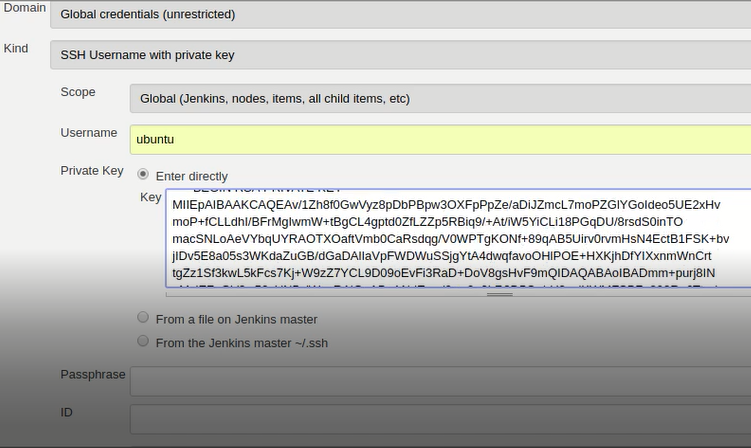 Domain Global credentials (unrestricted)
Kind SSH Username with private key
Scope Global (Jenkins, nodes, items, all child items, etc)
Username ubuntu
Private Key Enter directly
Key
MIIEpAIBAAKCAQEAv/1Zh8f0GwVyz8pDbPBpw3OXFpPpZe/aDiJZmcL7moPZGlYGoIdeo5UE2xHv
moP+fCLLdhI/BFrMgIwmW+tBgCL4gptd0ZfLZZp5RBiq9/+At/iW5YiCLi18PGqDU/8rsdS0inTO
macSNLoAeVYbqUYRAOTXOaftVmb0CaRsdqg/V0WPTgKONf+89qAB5Uirv0rvmHsN4EctB1FSK+bv
jIDv5E8a05s3WKdaZuGB/dGaDAIIaVpFWDWuSSjgYtA4dwqfavoOHlPOE+HXKjhDfYIXxnmWnCrt
tgZz1Sf3kwL5kFcs7Kj+W9zZ7YCL9D09oEvFi3RaD+DoV8gsHvF9mQIDAQABAoIBADmm+purj8IN
From a file on Jenkins master
From the Jenkins master ~/.ssh
Passphrase
ID